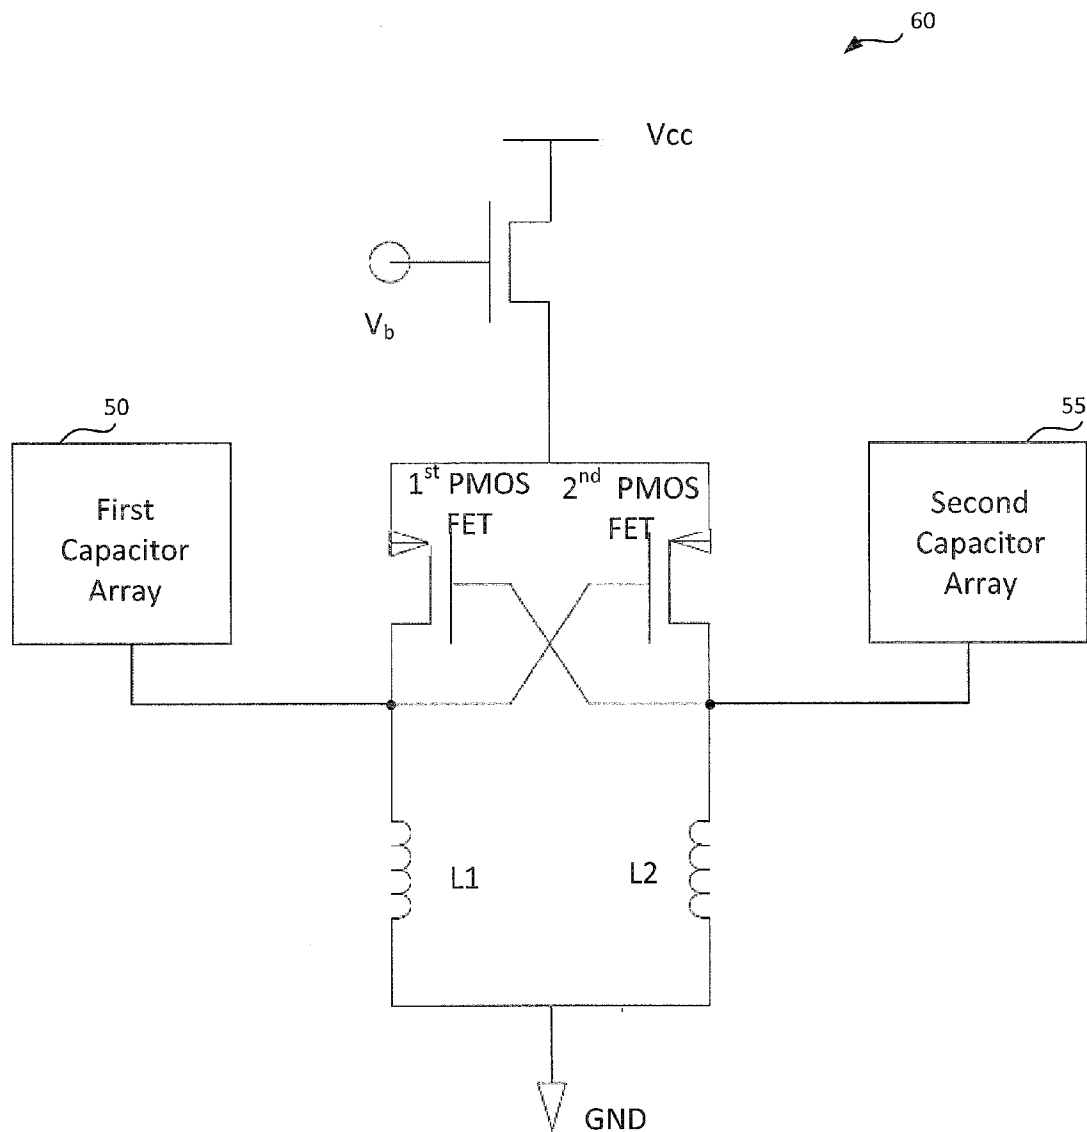 60
Vcc
V_b
50
55
First
Capacitor
Array
1st PMOS
FET
2nd PMOS
FET
Second
Capacitor
Array
L1
L2
GND